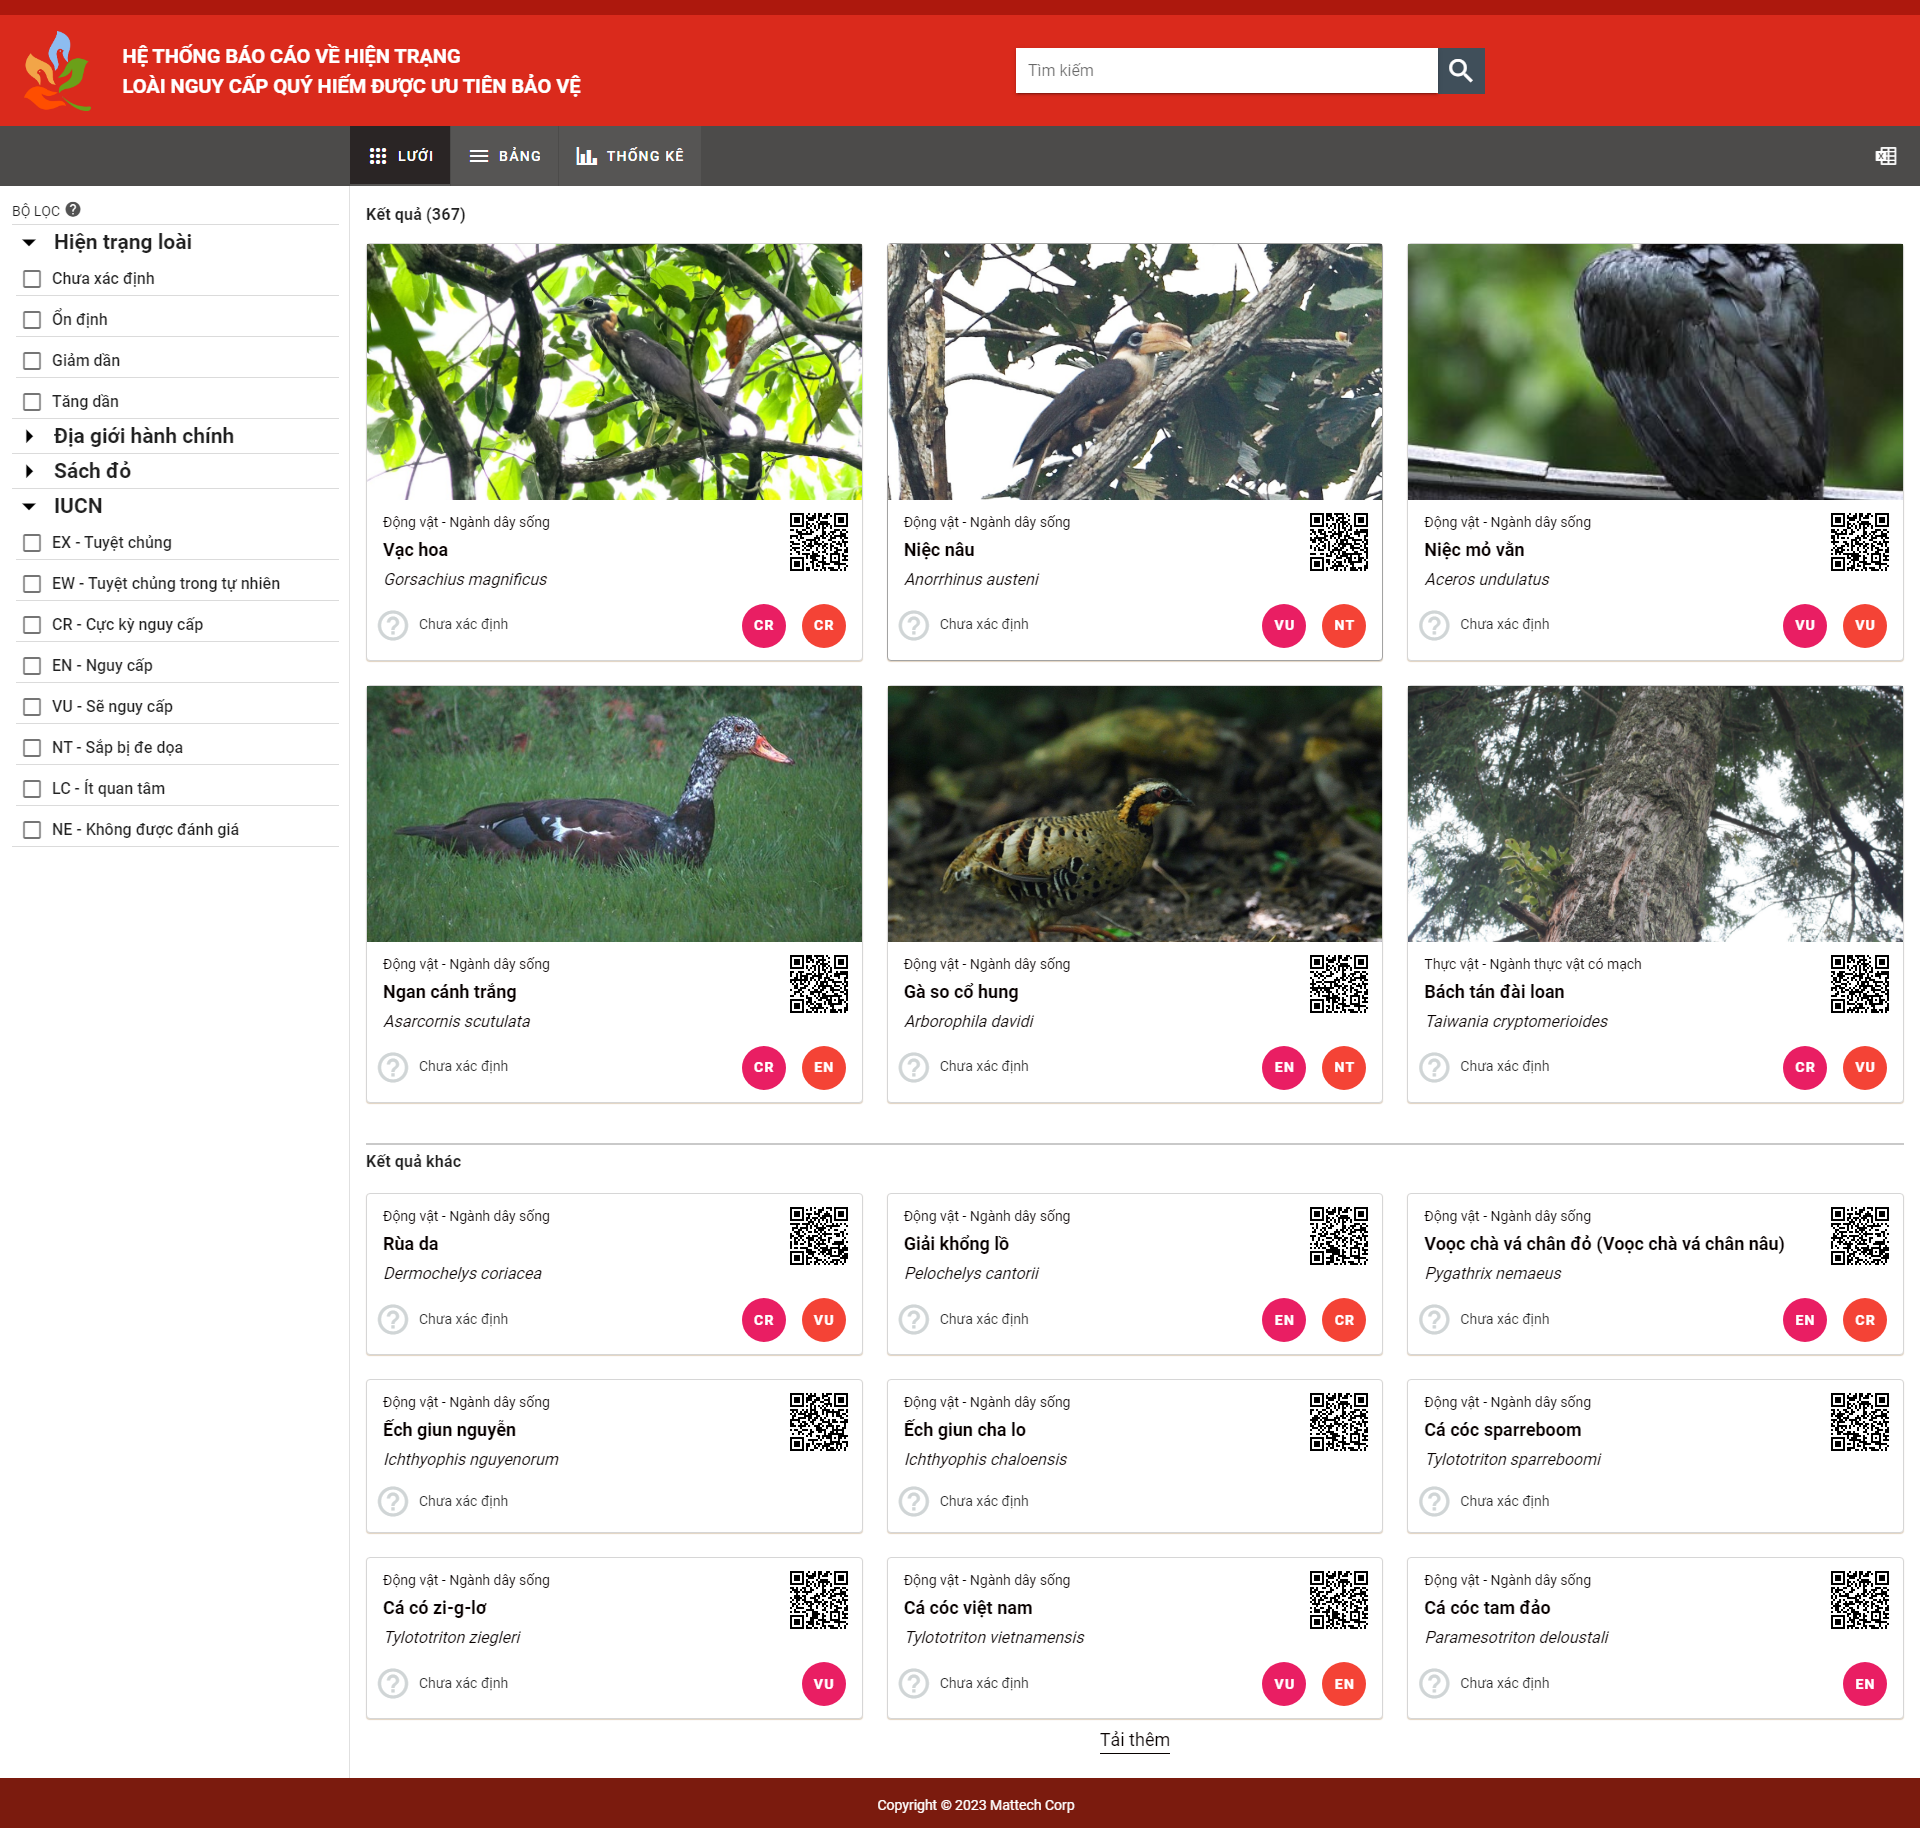 HỆ THỐNG BÁO CÁO VỀ HIỆN TRẠNG
LOÀI NGUY CẤP QUÝ HIẾM ĐƯỢC ƯU TIÊN BẢO VỆ
Tìm kiếm
LƯỚI
BẢNG
THỐNG KÊ
BỘ LỌC
Hiện trạng loài
Chưa xác định
Ổn định
Giảm dần
Tăng dần
Địa giới hành chính
Sách đỏ
IUCN
EX - Tuyệt chủng
EW - Tuyệt chủng trong tự nhiên
CR - Cực kỳ nguy cấp
EN - Nguy cấp
VU - Sẽ nguy cấp
NT - Sắp bị đe dọa
LC - Ít quan tâm
NE - Không được đánh giá
Kết quả (367)
Động vật - Ngành dây sống
Vạc hoa
Gorsachius magnificus
Chưa xác định
CR
CR
Động vật - Ngành dây sống
Niệc nâu
Anorrhinus austeni
Chưa xác định
VU
NT
Động vật - Ngành dây sống
Niệc mỏ vằn
Aceros undulatus
Chưa xác định
VU
VU
Động vật - Ngành dây sống
Ngan cánh trắng
Asarcornis scutulata
Chưa xác định
CR
EN
Động vật - Ngành dây sống
Gà so cổ hung
Arborophila davidi
Chưa xác định
EN
NT
Thực vật - Ngành thực vật có mạch
Bách tán đài loan
Taiwania cryptomerioides
Chưa xác định
CR
VU
Kết quả khác
Động vật - Ngành dây sống
Rùa da
Dermochelys coriacea
Chưa xác định
CR
VU
Động vật - Ngành dây sống
Giải khổng lồ
Pelochelys cantorii
Chưa xác định
EN
CR
Động vật - Ngành dây sống
Voọc chà vá chân đỏ (Voọc chà vá chân nâu)
Pygathrix nemaeus
Chưa xác định
EN
CR
Động vật - Ngành dây sống
Ếch giun nguyễn
Ichthyophis nguyenorum
Chưa xác định
Động vật - Ngành dây sống
Ếch giun cha lo
Ichthyophis chaloensis
Chưa xác định
Động vật - Ngành dây sống
Cá cóc sparreboom
Tylototriton sparreboomi
Chưa xác định
Động vật - Ngành dây sống
Cá có zi-g-lơ
Tylototriton ziegleri
Chưa xác định
VU
Động vật - Ngành dây sống
Cá cóc việt nam
Tylototriton vietnamensis
Chưa xác định
VU
EN
Động vật - Ngành dây sống
Cá cóc tam đảo
Paramesotriton deloustali
Chưa xác định
EN
Tải thêm
Copyright © 2023 Mattech Corp